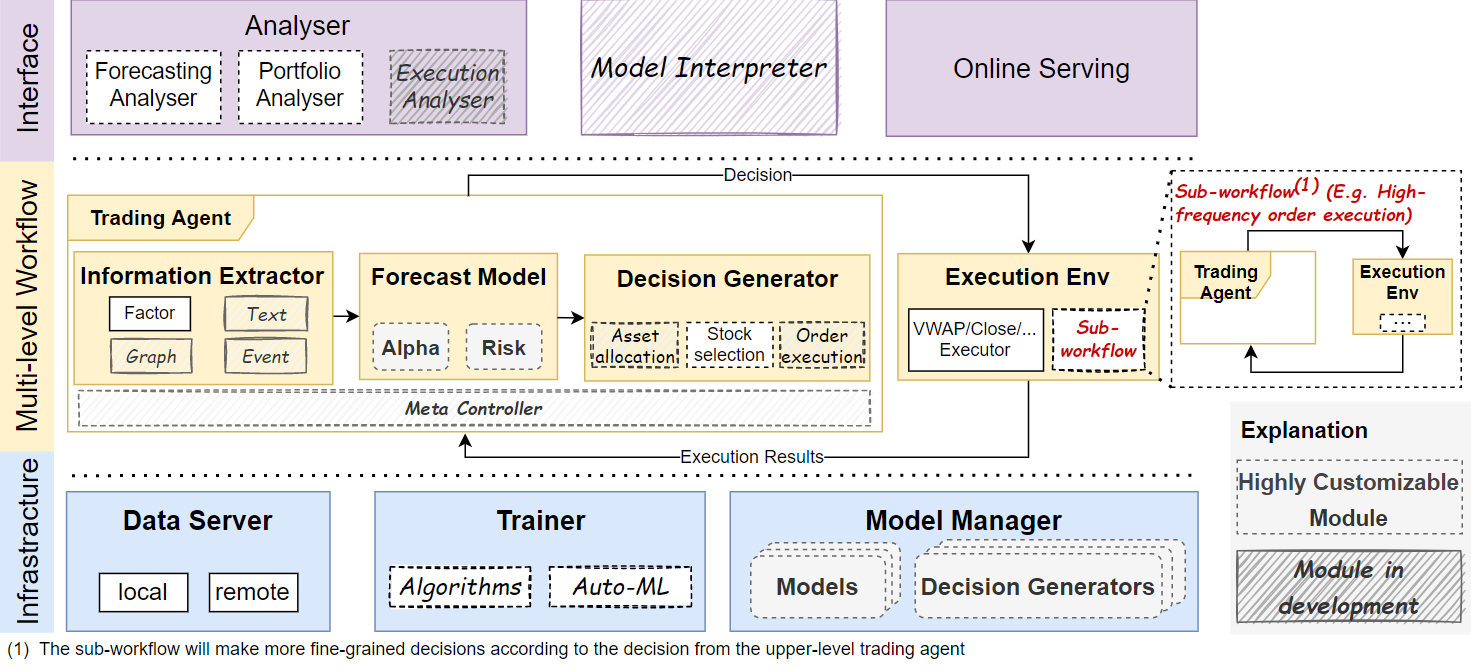 Interface
Analyser
Forecasting
Analyser
Portfolio
Analyser
Execution
Analyser
Model Interpreter
Online Serving
Multi-level Workflow
Decision
Trading Agent
Information Extractor
Factor
Text
Graph
Event
Forecast Model
Alpha
Risk
Decision Generator
Asset
allocation
Stock
selection
Order
execution
Meta Controller
Execution Env
VWAP/Close/...
Executor
Sub-
workflow
Execution Results
Sub-workflow(1) (E.g. High-
frequency order execution)
Trading
Agent
Execution
Env
...
Infrastracture
Data Server
local
remote
Trainer
Algorithms
Auto-ML
Model Manager
Models
Decision Generators
Explanation
Highly Customizable
Module
Module in
development
(1) The sub-workflow will make more fine-grained decisions according to the decision from the upper-level trading agent